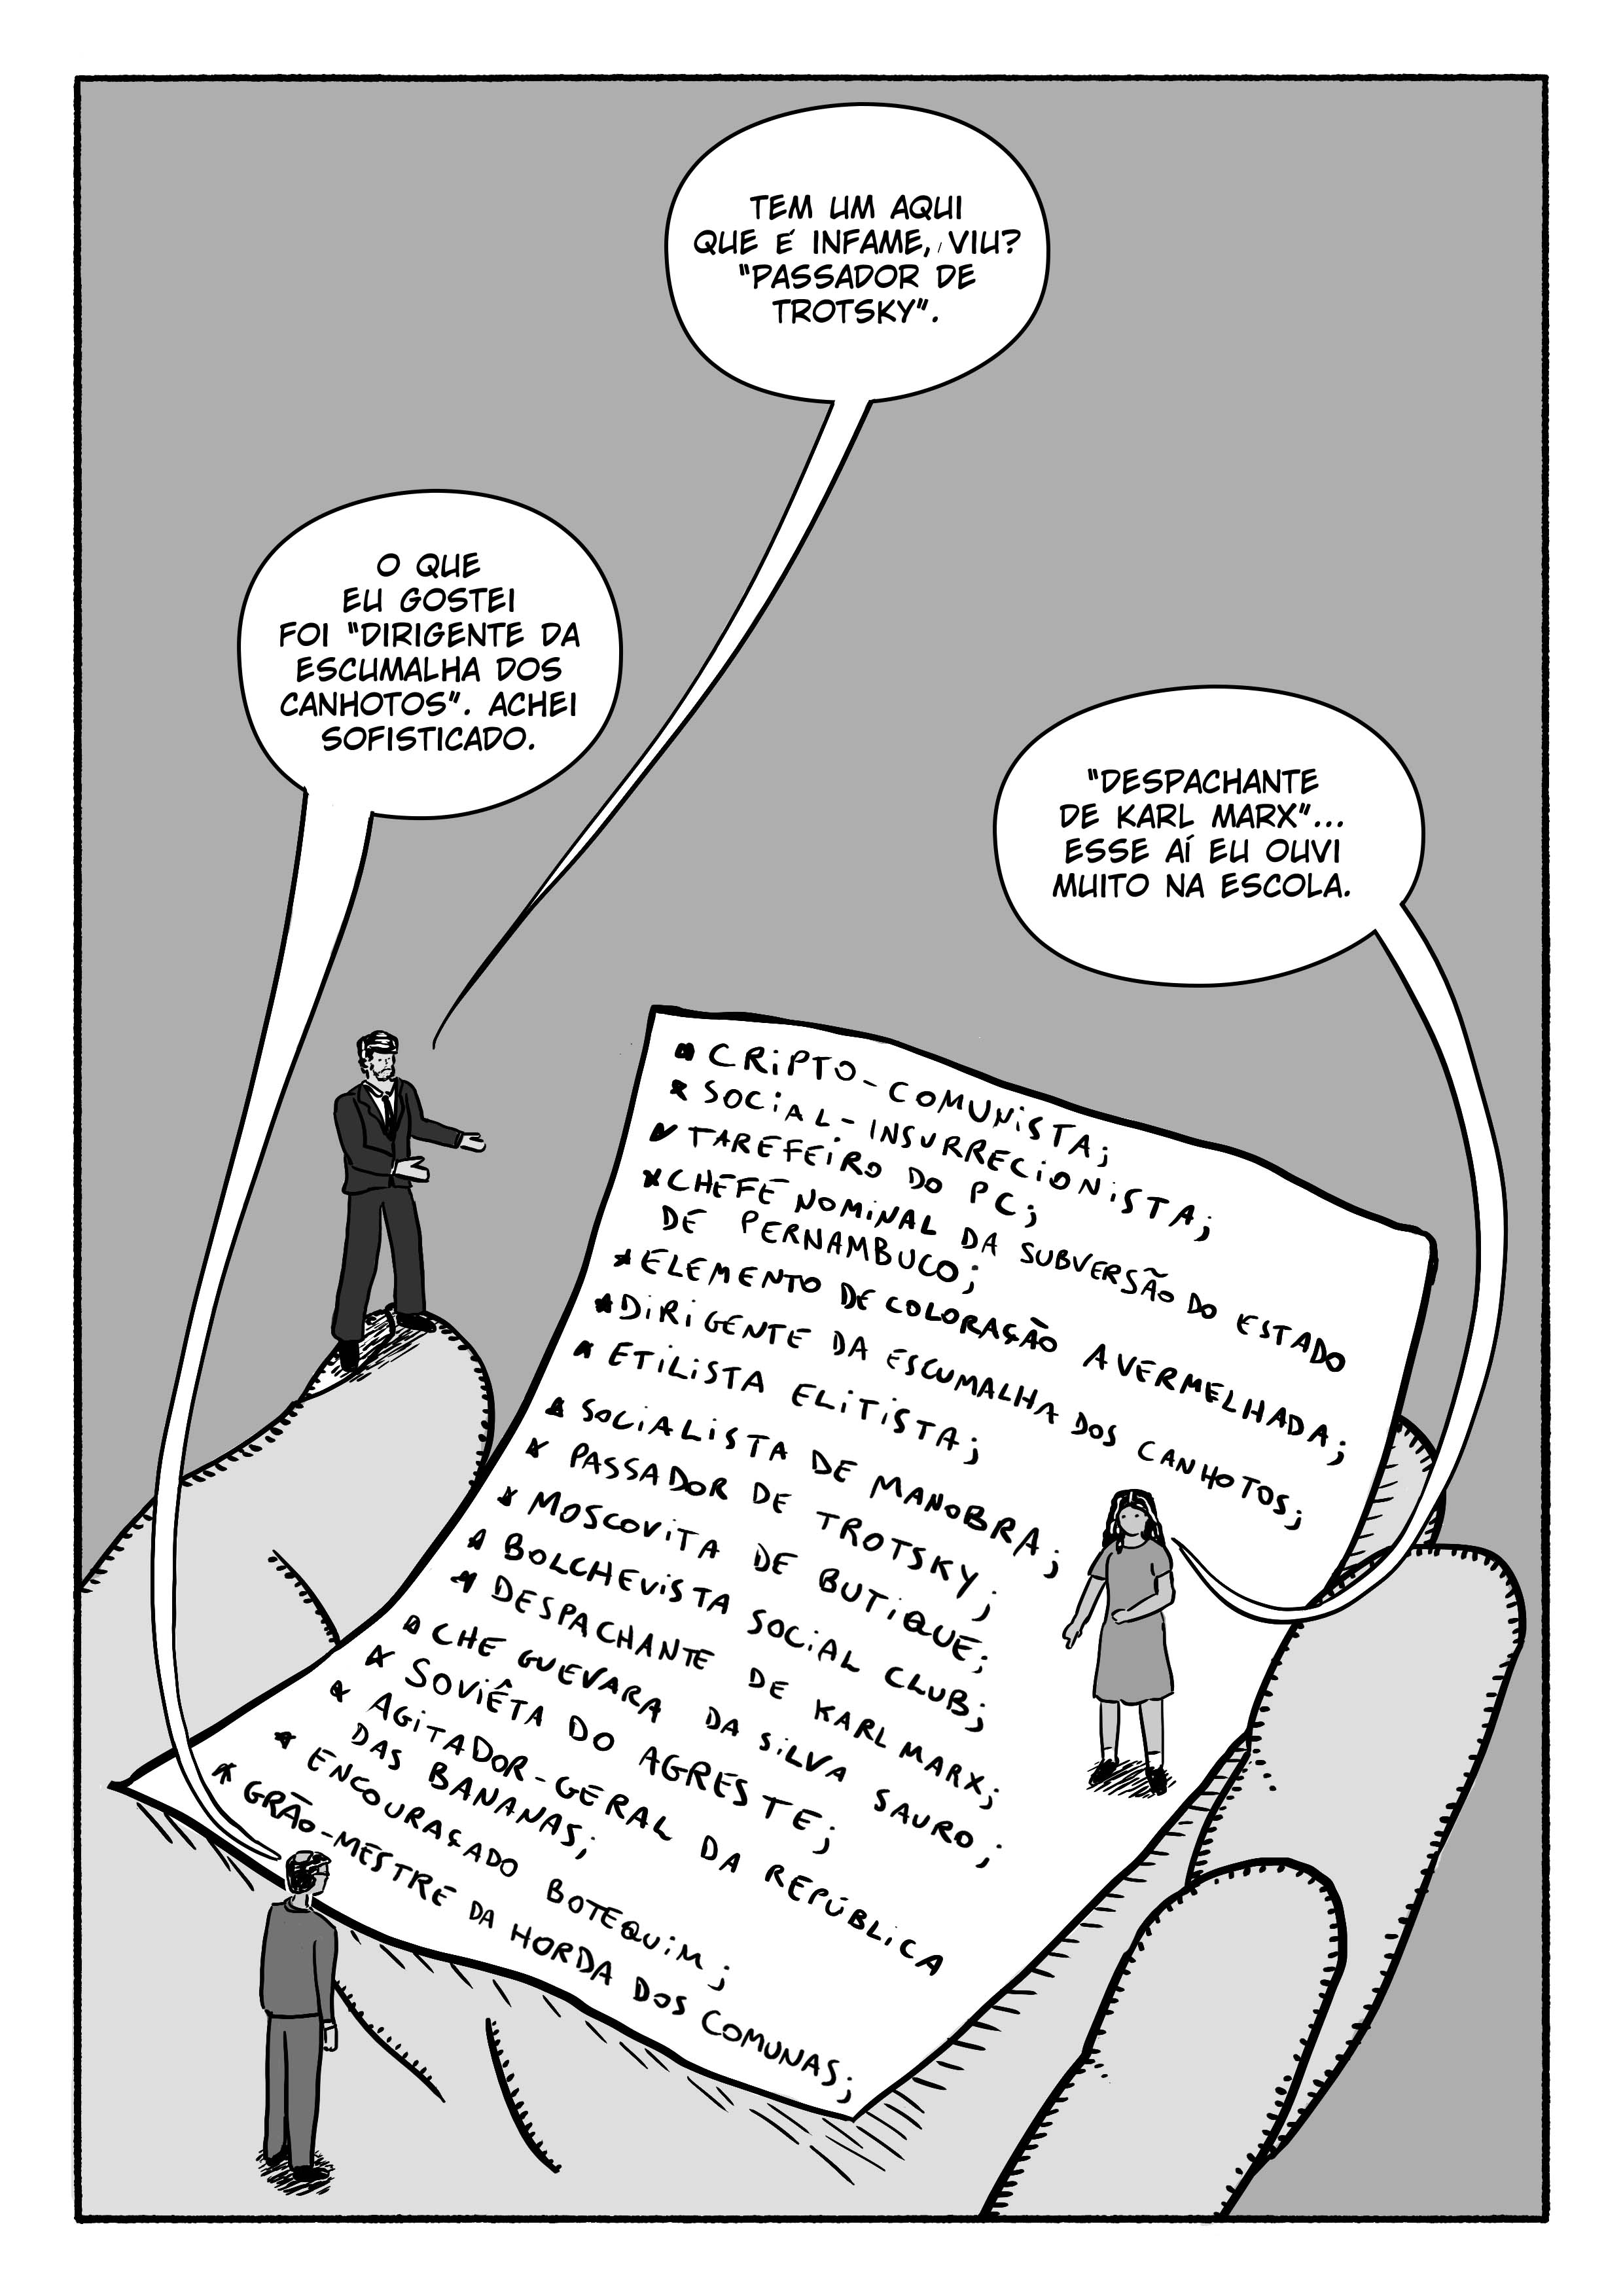 TEM UM AQUI
QUE É INFAME, VIU?
"PASSADOR DE
TROTSKY".
O QUE
EU GOSTEI
FOI "DIRIGENTE DA
ESCUMALHA DOS
CANHOTOS". ACHEI
SOFISTICADO.
"DESPACHANTE
DE KARL MARX"...
ESSE AÍ EU OUVI
MUITO NA ESCOLA.
* CRIPTO-COMUNISTA;
* SOCIAL-INSURRECIONISTA;
* TAREFEIRO DO PC;
* CHEFE NOMINAL DA SUBVERSÃO DO ESTADO
DE PERNAMBUCO;
* ELEMENTO DE COLORAÇÃO AVERMELHADA;
* DIRIGENTE DA ESCUMALHA DOS CANHOTOS;
* ETILISTA ELITISTA;
* SOCIALISTA DE MANOBRA;
* PASSADOR DE TROTSKY;
* MOSCOVITA DE BUTIQUE;
* BOLCHEVISTA SOCIAL CLUB;
* DESPACHANTE DE KARL MARX;
* CHE GUEVARA DA SILVA SAURO;
* SOVIÊTA DO AGRESTE;
* AGITADOR-GERAL DA REPÚBLICA
DAS BANANAS;
* ENCOURAÇADO BOTEQUIM;
* GRÃO-MESTRE DA HORDA DOS COMUNAS;